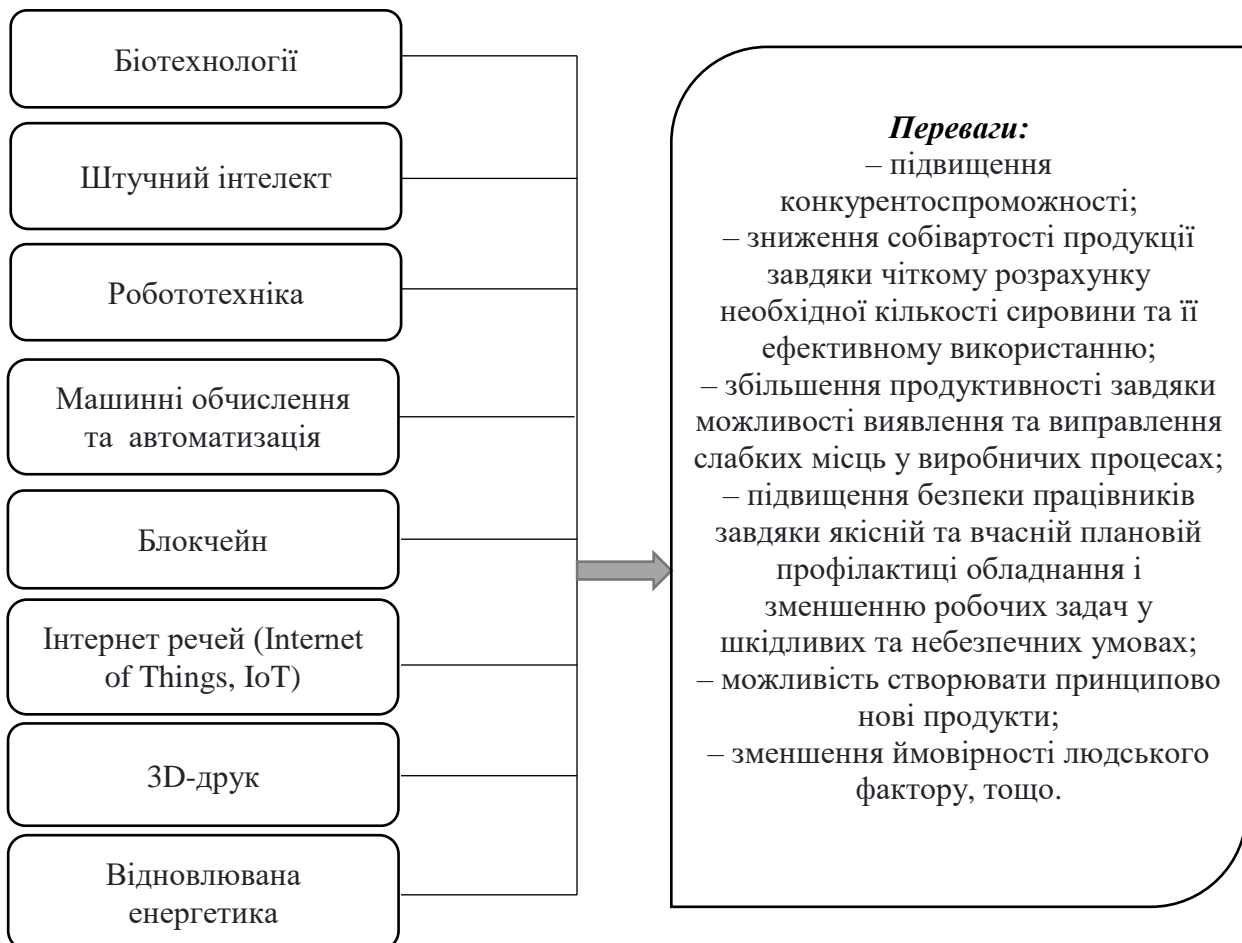 Біотехнології
Штучний інтелект
Робототехніка
Машинні обчислення
та автоматизація
Блокчейн
Інтернет речей (Internet
of Things, IoT)
3D-друк
Відновлювана
енергетика
Переваги:
– підвищення
конкурентоспроможності;
– зниження собівартості продукції
завдяки чіткому розрахунку
необхідної кількості сировини та її
ефективному використанню;
– збільшення продуктивності завдяки
можливості виявлення та виправлення
слабких місць у виробничих процесах;
– підвищення безпеки працівників
завдяки якісній та вчасній плановій
профілактиці обладнання і
зменшенню робочих задач у
шкідливих та небезпечних умовах;
– можливість створювати принципово
нові продукти;
– зменшення ймовірності людського
фактору, тощо.